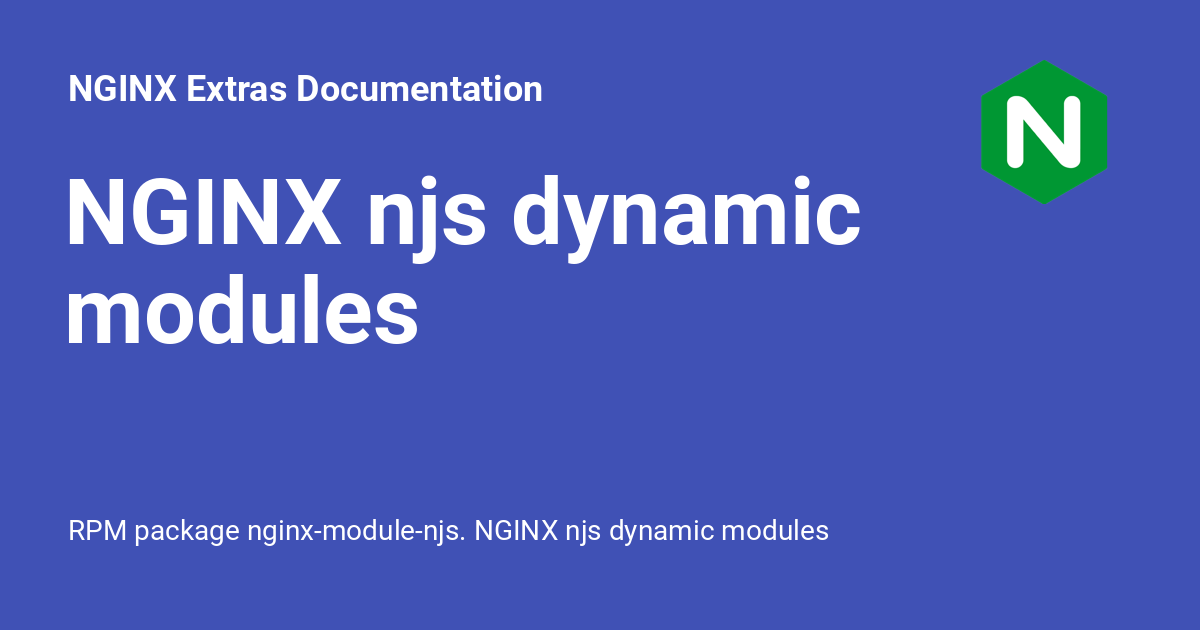 NGINX Extras Documentation
N
NGINX njs dynamic
modules
RPM package nginx-module-njs. NGINX njs dynamic modules